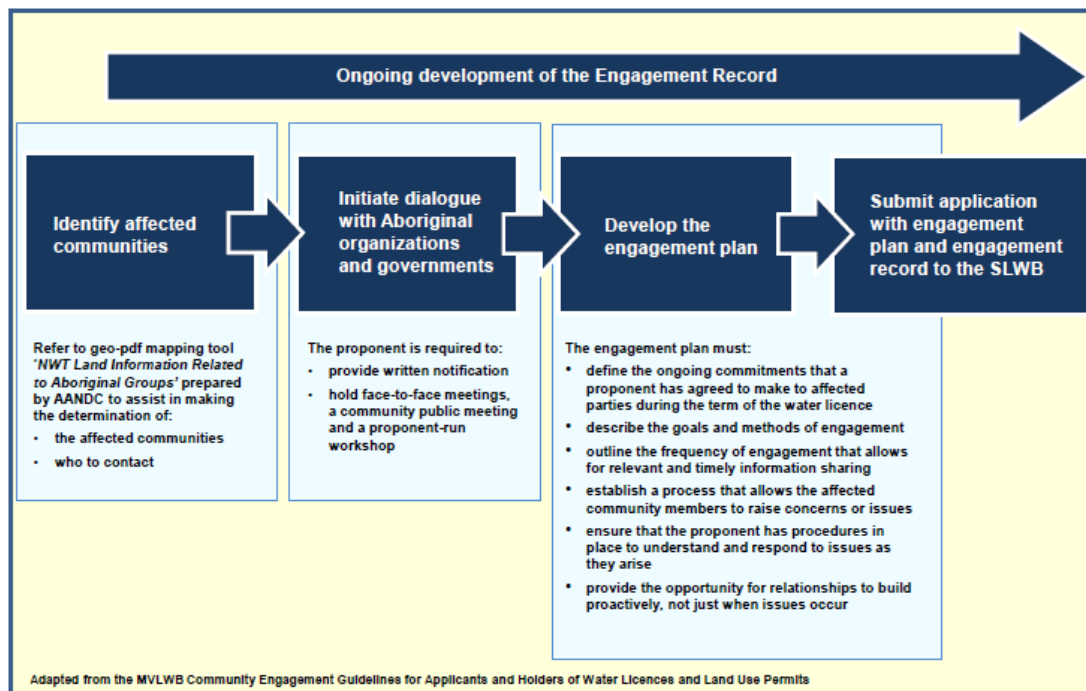 Ongoing development of the Engagement Record
Identify affected
communities
Initiate dialogue
with Aboriginal
organizations
and governments
Develop the
engagement plan
Submit application
with engagement
plan and engagement
record to the SLWB
Refer to geo-pdf mapping tool
'NWT Land Information Related
to Aboriginal Groups' prepared
by AANDC to assist in making
the determination of:
• the affected communities
• who to contact
The proponent is required to:
• provide written notification
• hold face-to-face meetings,
a community public meeting
and a proponent-run
workshop
The engagement plan must:
• define the ongoing commitments that a
proponent has agreed to make to affected
parties during the term of the water licence
• describe the goals and methods of engagement
• outline the frequency of engagement that allows
for relevant and timely information sharing
• establish a process that allows the affected
community members to raise concerns or issues
• ensure that the proponent has procedures in
place to understand and respond to issues as
they arise
• provide the opportunity for relationships to build
proactively, not just when issues occur
Adapted from the MVLWB Community Engagement Guidelines for Applicants and Holders of Water Licences and Land Use Permits